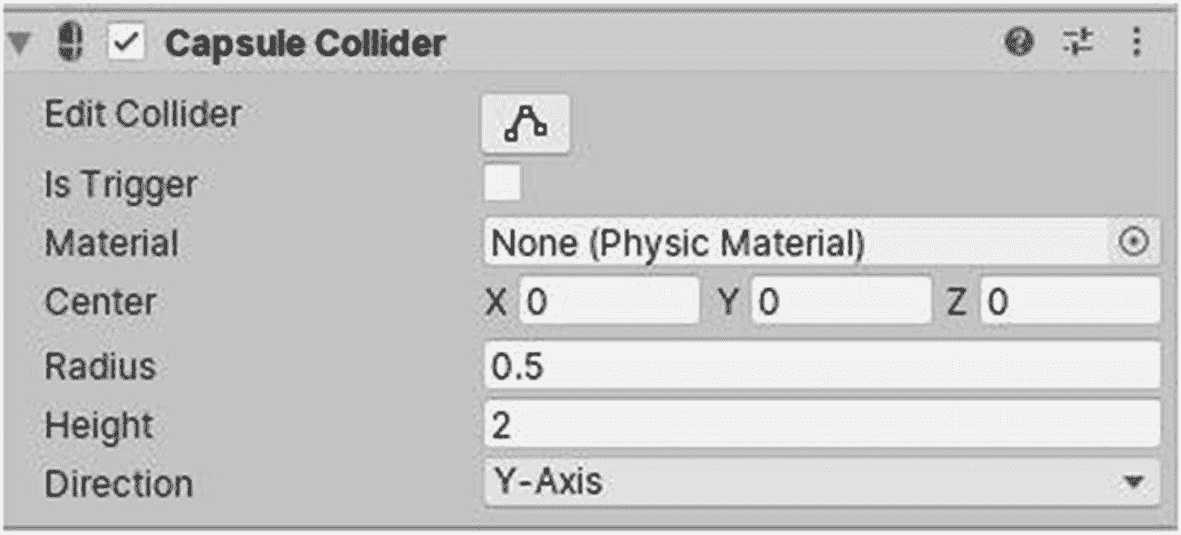 Capsule Collider
Edit Collider
Is Trigger
Material None (Physic Material)
Center X 0 Y 0 Z 0
Radius 0.5
Height 2
Direction Y-Axis